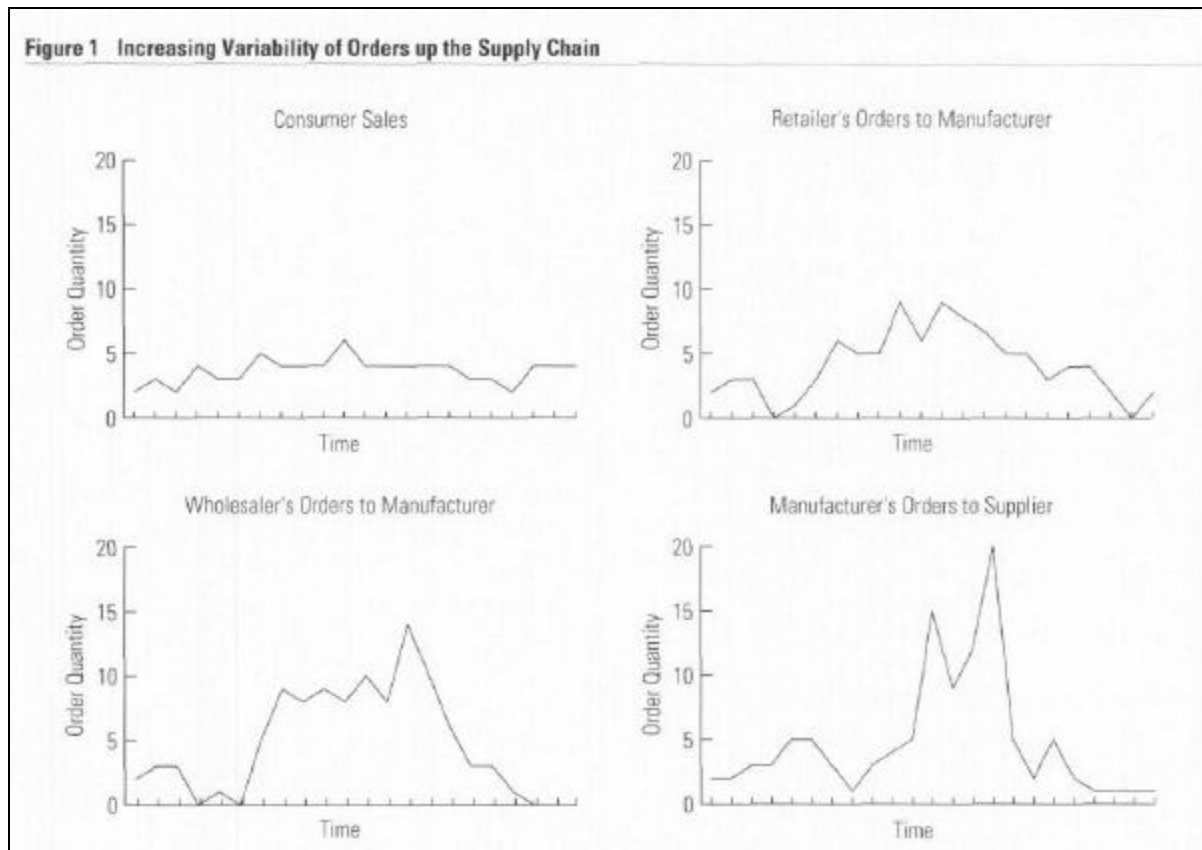 Figure 1 Increasing Variability of Orders up the Supply Chain
Consumer Sales
20
15
10
5
0
Order Quantity
Time
Retailer's Orders to Manufacturer
20
15
10
5
0
Order Quantity
Time
Wholesaler's Orders to Manufacturer
20
15
10
5
0
Order Quantity
Time
Manufacturer's Orders to Supplier
20
15
10
5
0
Order Quantity
Time